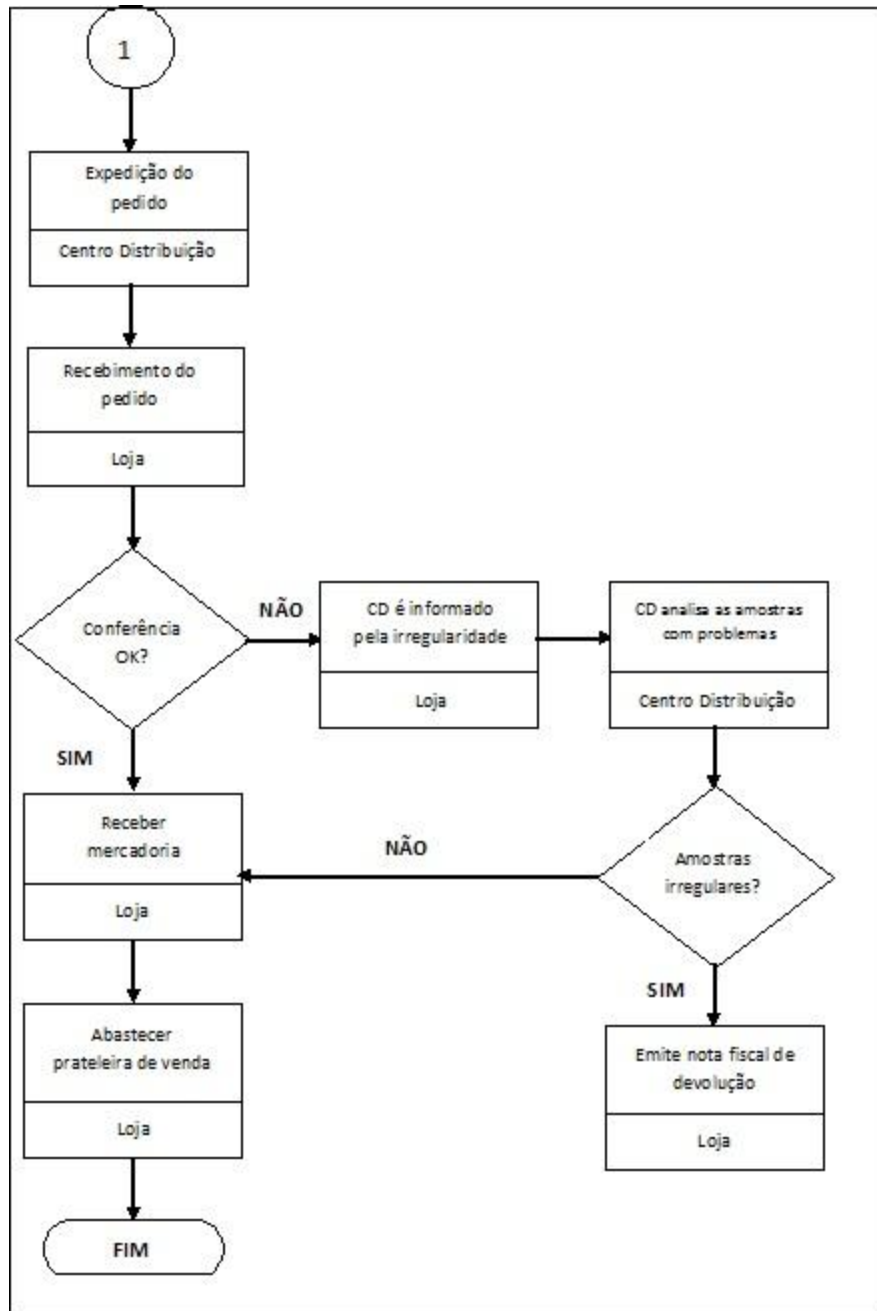 1
Expedição do
pedido
Centro Distribuição
Recebimento do
pedido
Loja
Conferência
OK?
NÃO
CD é informado
pela irregularidade
Loja
CD analisa as amostras
com problemas
Centro Distribuição
SIM
Receber
mercadoria
Loja
NÃO
Amostras
irregulares?
SIM
Abastecer
prateleira de venda
Loja
Emite nota fiscal de
devolução
Loja
FIM